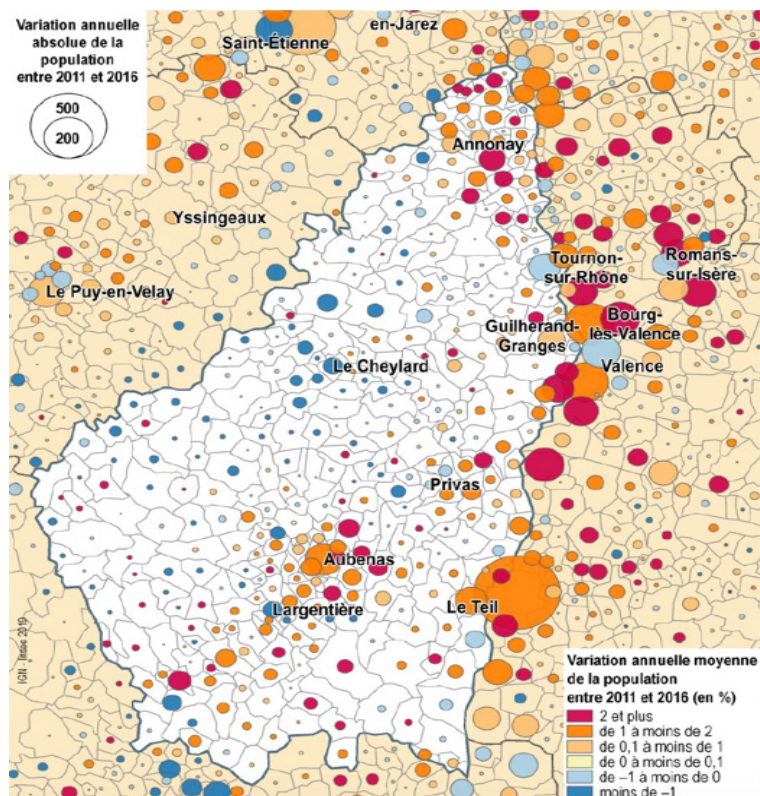 Variation annuelle
absolue de la
population
entre 2011 et 2016
500
200
en-Jarez
Saint-Étienne
Annonay
Yssingeaux
Tournon-
sur-Rhône
Romans-
sur-Isère
Le Puy-en-Velay
Guilherand-
Granges
Bourg-
lès-Valence
Le Cheylard
Valence
Privas
Aubenas
Largentière
Le Teil
IGN - Insee 2019
Variation annuelle moyenne
de la population
entre 2011 et 2016 (en %)
2 et plus
de 1 à moins de 2
de 0,1 à moins de 1
de 0 à moins de 0,1
de −1 à moins de 0
moins de −1